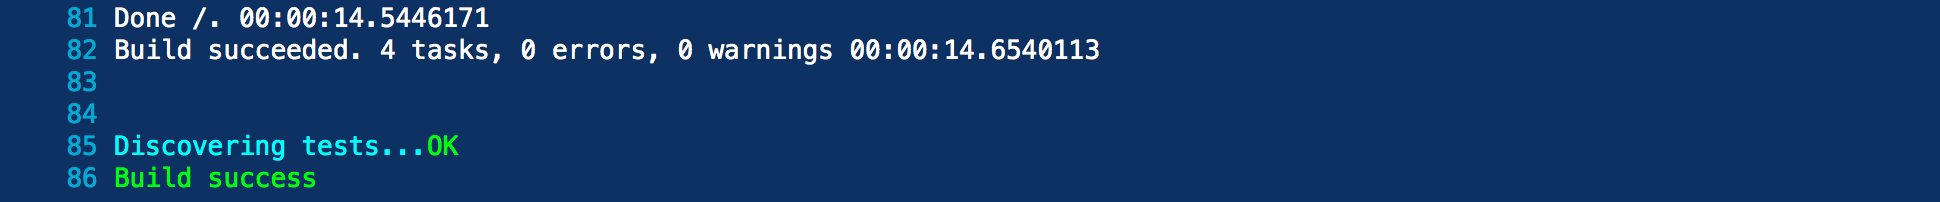 81 Done /. 00:00:14.5446171
82 Build succeeded. 4 tasks, 0 errors, 0 warnings 00:00:14.6540113
83
84
85 Discovering tests...OK
86 Build success